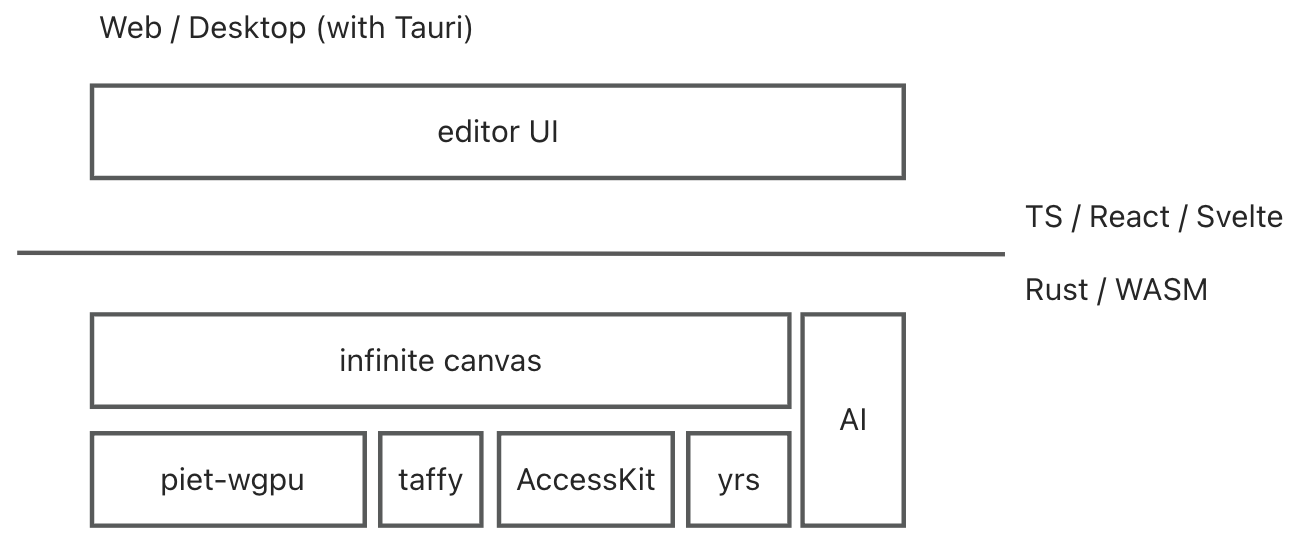 Web / Desktop (with Tauri)
editor UI
TS / React / Svelte
Rust / WASM
infinite canvas
AI
piet-wgpu
taffy
AccessKit
yrs